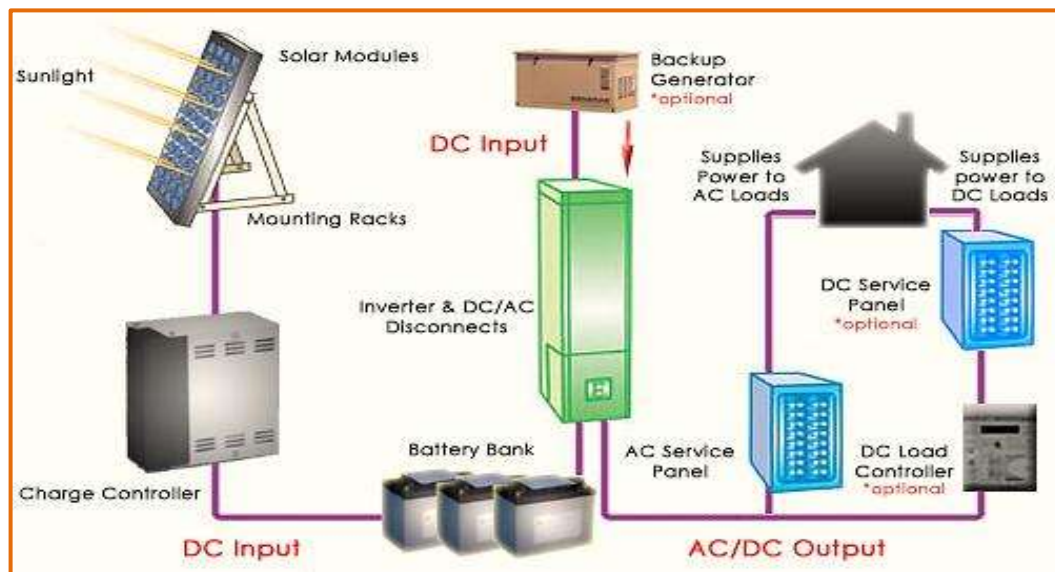 Solar Modules
Sunlight
Mounting Racks
Charge Controller
DC Input
Battery Bank
Backup
Generator
*optional
DC Input
Inverter & DC/AC
Disconnects
AC/DC Output
AC Service
Panel
Supplies
Power to
AC Loads
Supplies
power to
DC Loads
DC Service
Panel
*optional
DC Load
Controller
*optional